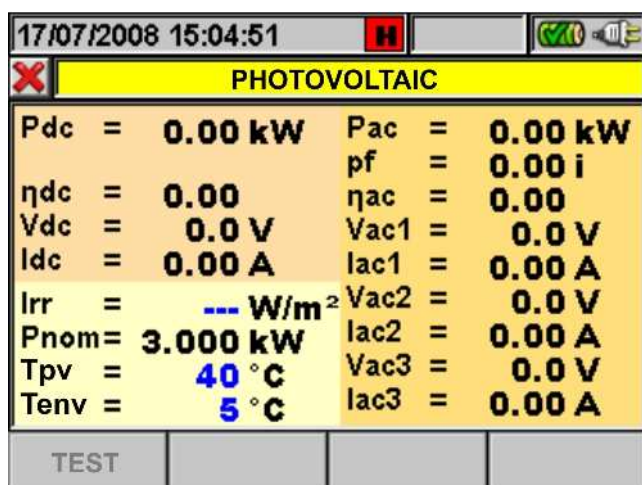 17/07/2008 15:04:51 H
PHOTOVOLTAIC
Pdc = 0.00 kW
ηdc = 0.00
Vdc = 0.0 V
Idc = 0.00 A
Irr = --- W/m²
Pnom= 3.000 kW
Tpv = 40 °C
Tenv = 5 °C
Pac = 0.00 kW
pf = 0.00 i
ηac = 0.00
Vac1 = 0.0 V
Iac1 = 0.00 A
Vac2 = 0.0 V
Iac2 = 0.00 A
Vac3 = 0.0 V
Iac3 = 0.00 A
TEST